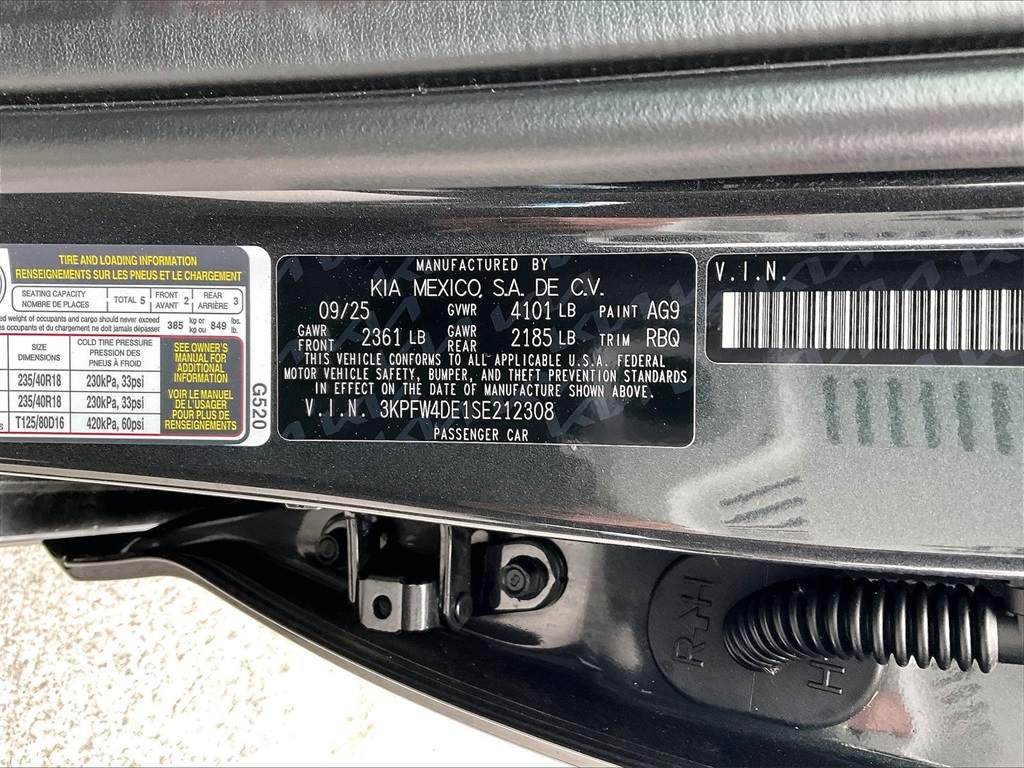 TIRE AND LOADING INFORMATION
RENSEIGNEMENTS SUR LES PNEUS ET LE CHARGEMENT
SEATING CAPACITY
NOMBRE DE PLACES
TOTAL 5
FRONT
AVANT 2
REAR
ARRIÈRE 3
weight of occupants and cargo should never exceed
occupants et du chargement ne doit jamais dépasser
385 kg or
kg ou 849 lbs.
lb.
SIZE
DIMENSIONS
COLD TIRE PRESSURE
PRESSION DES
PNEUS À FROID
235/40R18 230kPa, 33psi
235/40R18 230kPa, 33psi
T125/80D16 420kPa, 60psi
SEE OWNER'S
MANUAL FOR
ADDITIONAL
INFORMATION
VOIR LE MANUEL
DE L'USAGER
POUR PLUS DE
RENSEIGNEMENTS
G520
MANUFACTURED BY
KIA MEXICO, S.A. DE C.V.
09/25 GVWR 4101 LB PAINT AG9
GAWR
FRONT 2361 LB GAWR
REAR 2185 LB TRIM RBQ
THIS VEHICLE CONFORMS TO ALL APPLICABLE U.S.A. FEDERAL
MOTOR VEHICLE SAFETY, BUMPER, AND THEFT PREVENTION STANDARDS
IN EFFECT ON THE DATE OF MANUFACTURE SHOWN ABOVE.
V.I.N. 3KPFW4DE1SE212308
PASSENGER CAR
V.I.N.
R H
H